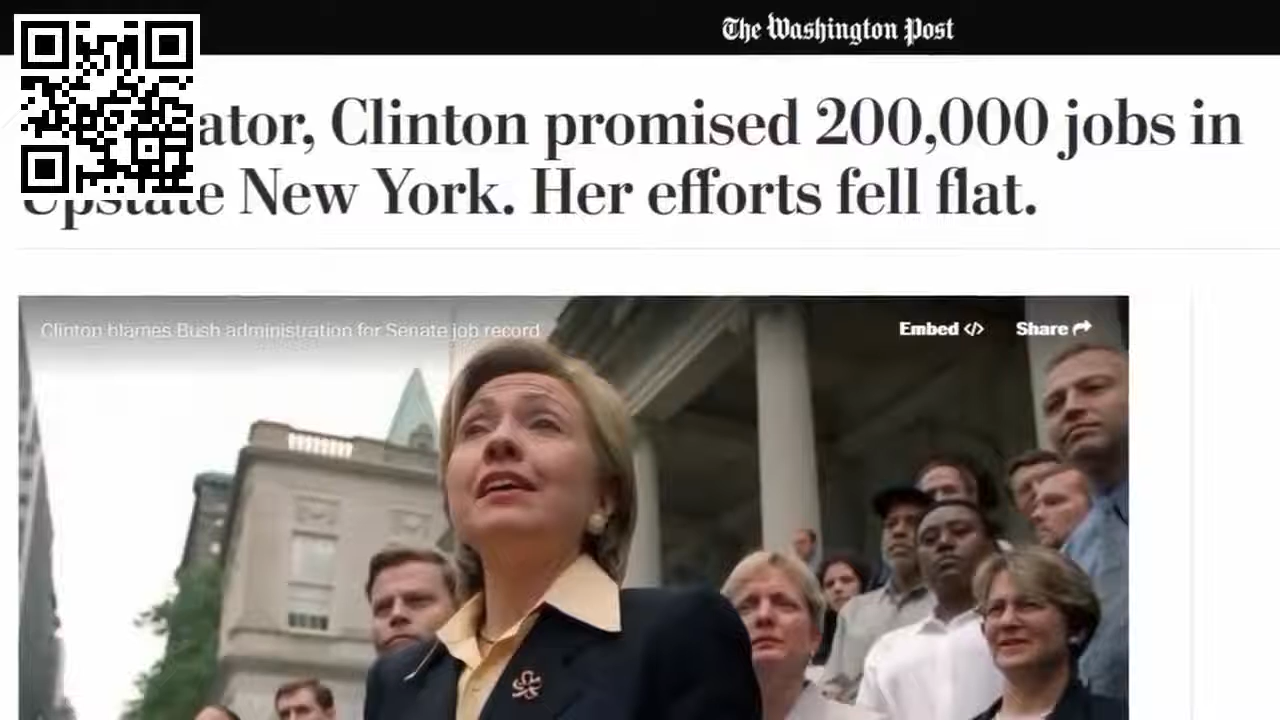 The Washington Post
ator, Clinton promised 200,000 jobs in
Upstate New York. Her efforts fell flat.
Clinton blames Bush administration for Senate job record
Embed </>
Share